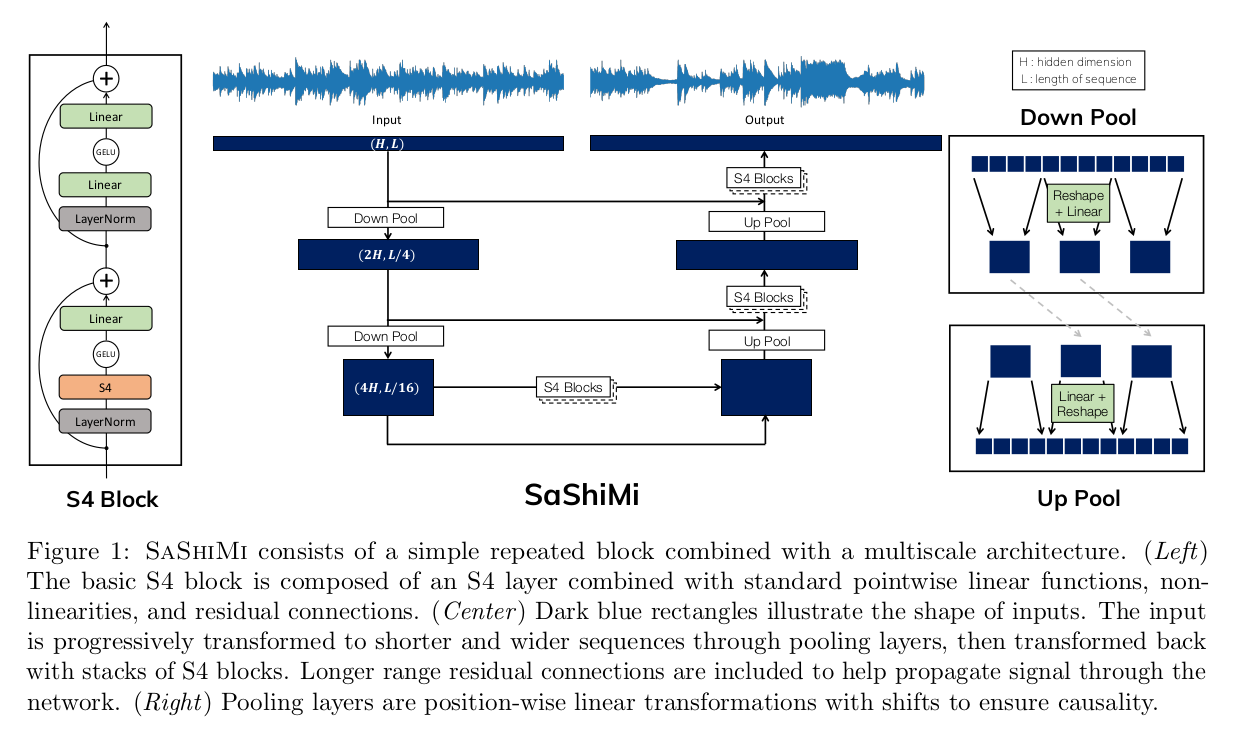 +
Linear
GELU
Linear
LayerNorm
+
Linear
GELU
S4
LayerNorm
S4 Block
Input
(H, L)
Down Pool
(2H, L/4)
Down Pool
(4H, L/16)
S4 Blocks
Output
S4 Blocks
Up Pool
S4 Blocks
Up Pool
SaShiMi
H : hidden dimension
L : length of sequence
Down Pool
Reshape
+ Linear
Linear +
Reshape
Up Pool
Figure 1: SaShiMi consists of a simple repeated block combined with a multiscale architecture. (Left)
The basic S4 block is composed of an S4 layer combined with standard pointwise linear functions, non-
linearities, and residual connections. (Center) Dark blue rectangles illustrate the shape of inputs. The input
is progressively transformed to shorter and wider sequences through pooling layers, then transformed back
with stacks of S4 blocks. Longer range residual connections are included to help propagate signal through the
network. (Right) Pooling layers are position-wise linear transformations with shifts to ensure causality.